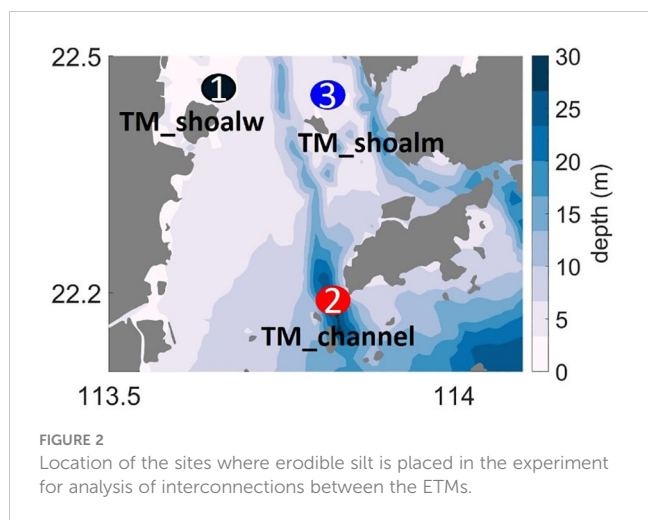 22.5
30
1
3
25
TM_shoalw
TM_shoalm
20
15
depth (m)
10
22.2
2
5
TM_channel
0
113.5
114
FIGURE 2
Location of the sites where erodible silt is placed in the experiment
for analysis of interconnections between the ETMs.